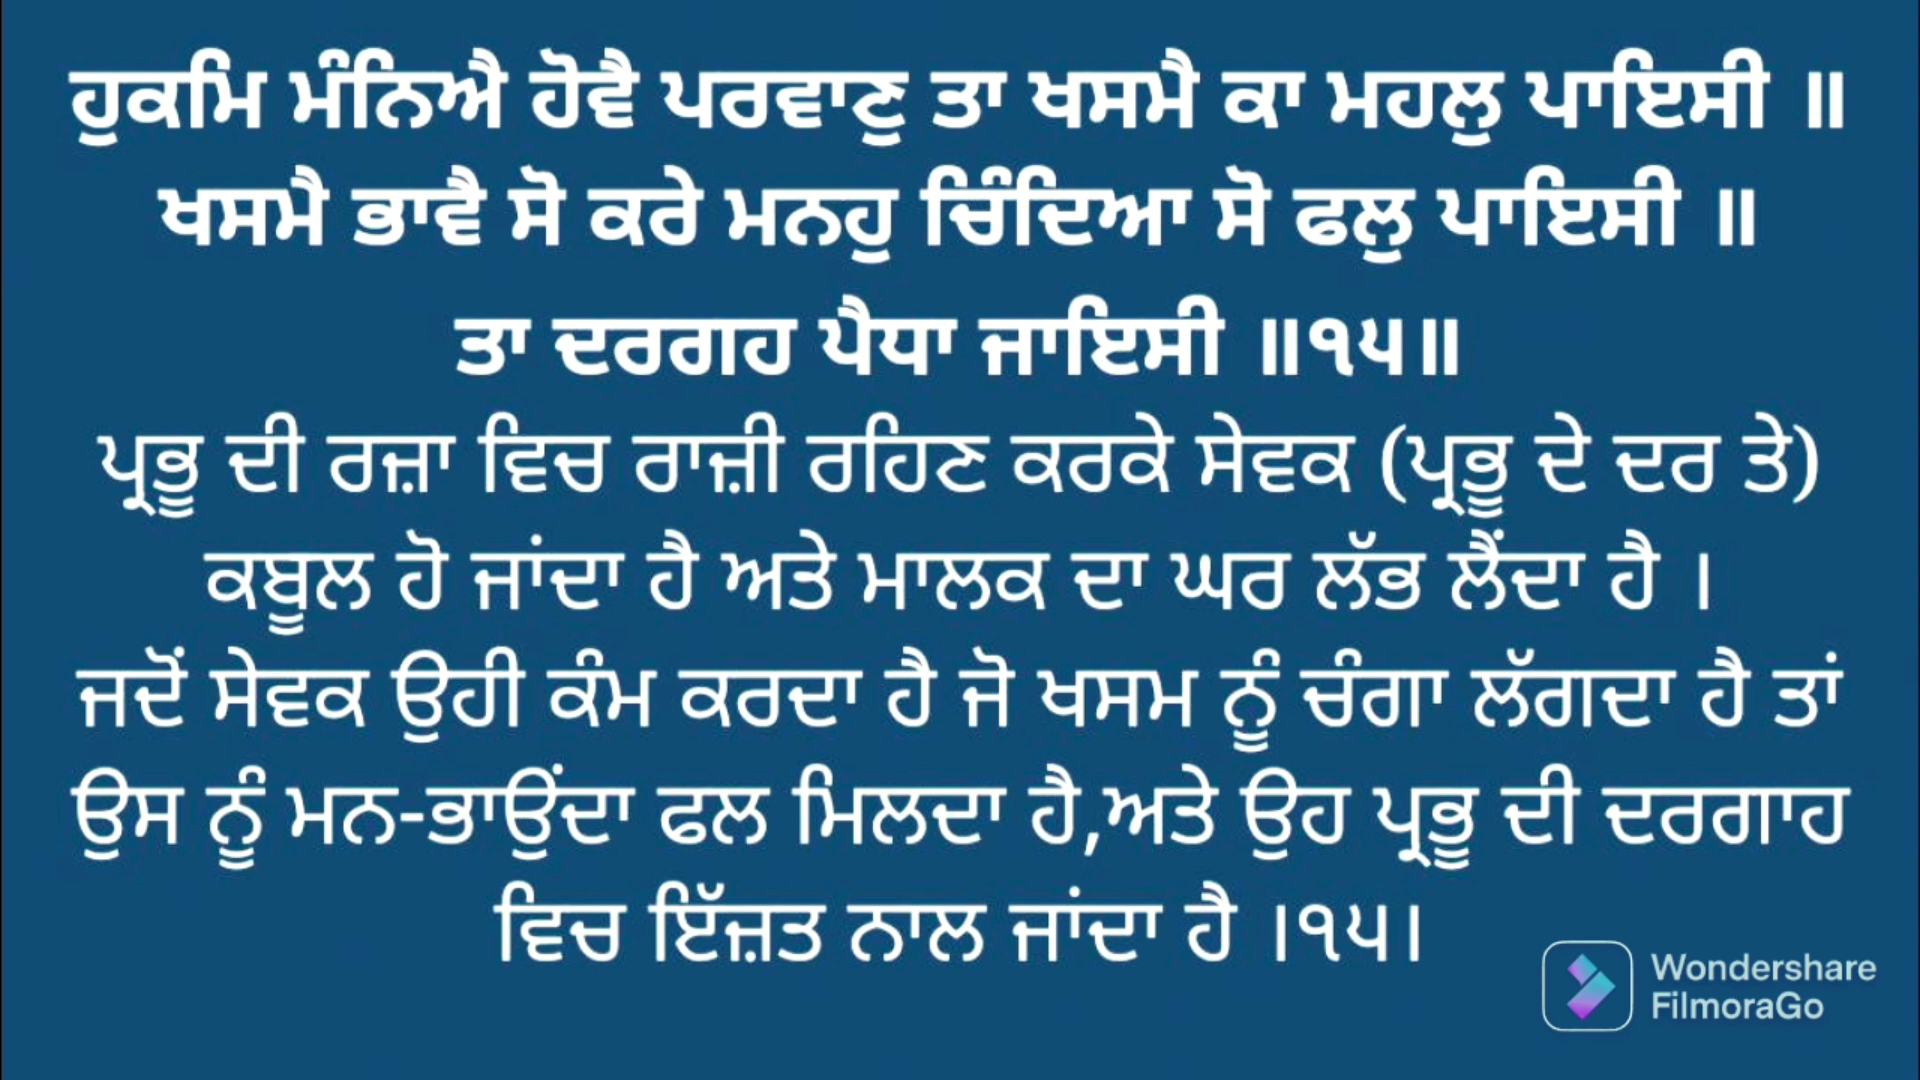 ਹੁਕਮਿ ਮੰਨਿਐ ਹੋਵੈ ਪਰਵਾਣੁ ਤਾ ਖਸਮੈ ਕਾ ਮਹਲੁ ਪਾਇਸੀ ॥
ਖਸਮੈ ਭਾਵੈ ਸੋ ਕਰੇ ਮਨਹੁ ਚਿੰਦਿਆ ਸੋ ਫਲੁ ਪਾਇਸੀ ॥
ਤਾ ਦਰਗਹ ਪੈਧਾ ਜਾਇਸੀ ॥੧੫॥
ਪ੍ਰਭੂ ਦੀ ਰਜ਼ਾ ਵਿਚ ਰਾਜ਼ੀ ਰਹਿਣ ਕਰਕੇ ਸੇਵਕ (ਪ੍ਰਭੂ ਦੇ ਦਰ ਤੇ)
ਕਬੂਲ ਹੋ ਜਾਂਦਾ ਹੈ ਅਤੇ ਮਾਲਕ ਦਾ ਘਰ ਲੱਭ ਲੈਂਦਾ ਹੈ ।
ਜਦੋਂ ਸੇਵਕ ਉਹੀ ਕੰਮ ਕਰਦਾ ਹੈ ਜੋ ਖਸਮ ਨੂੰ ਚੰਗਾ ਲੱਗਦਾ ਹੈ ਤਾਂ
ਉਸ ਨੂੰ ਮਨ-ਭਾਉਂਦਾ ਫਲ ਮਿਲਦਾ ਹੈ,ਅਤੇ ਉਹ ਪ੍ਰਭੂ ਦੀ ਦਰਗਾਹ
ਵਿਚ ਇੱਜ਼ਤ ਨਾਲ ਜਾਂਦਾ ਹੈ ।੧੫।
Wondershare
FilmoraGo